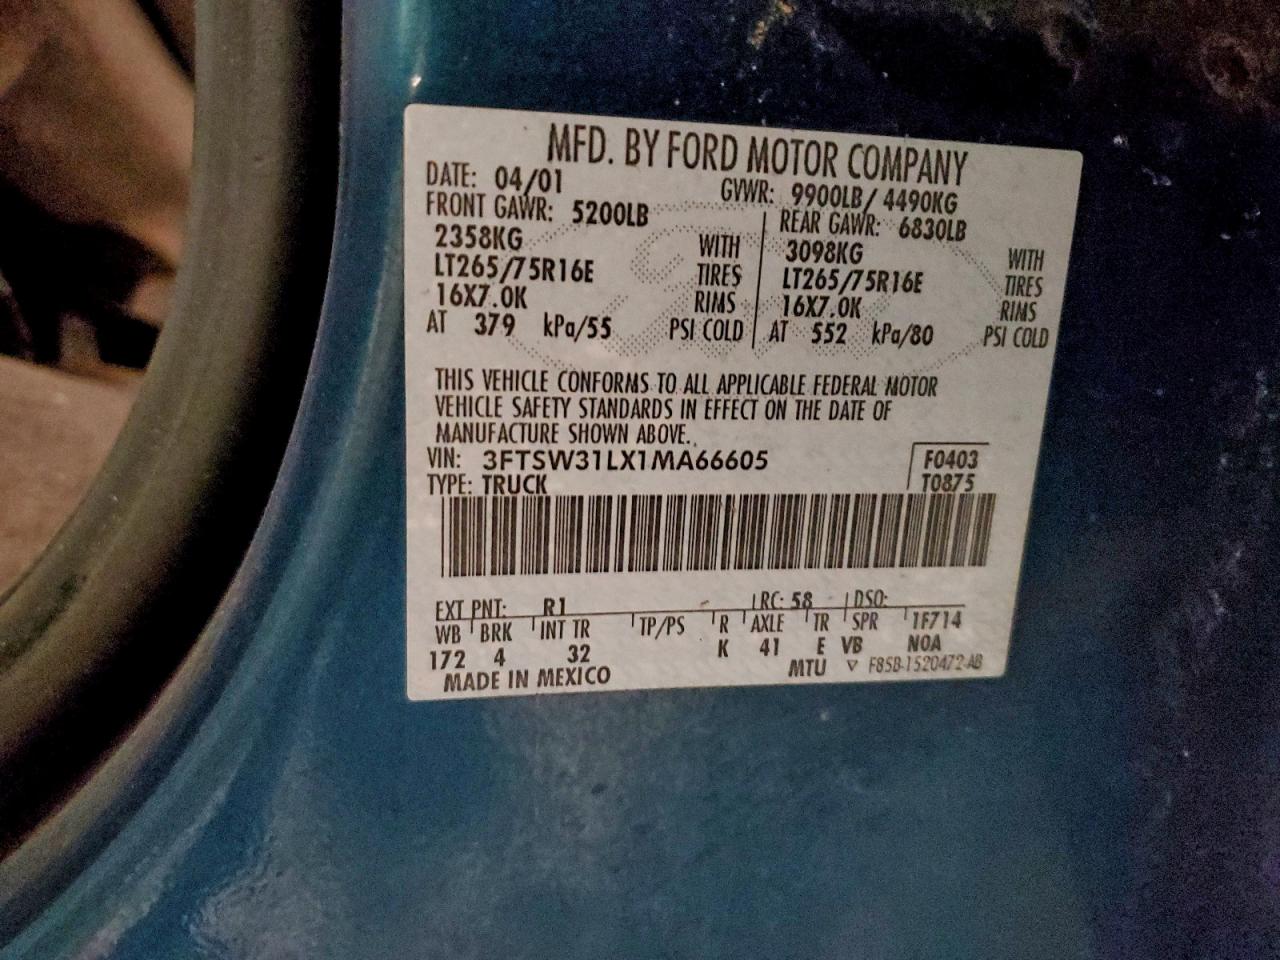 MFD. BY FORD MOTOR COMPANY
DATE: 04/01 GVWR: 9900LB/ 4490KG
FRONT GAWR: 5200LB REAR GAWR: 6830LB
2358KG WITH 3098KG WITH
LT265/75R16E TIRES LT265/75R16E TIRES
16X7.0K RIMS 16X7.0K RIMS
AT 379 kPa/55 PSI COLD AT 552 kPa/80 PSI COLD
THIS VEHICLE CONFORMS TO ALL APPLICABLE FEDERAL MOTOR
VEHICLE SAFETY STANDARDS IN EFFECT ON THE DATE OF
MANUFACTURE SHOWN ABOVE.
VIN: 3FTSW31LX1MA66605 F0403
TYPE: TRUCK T0875
EXT PNT: R1 RC: 58 DSO:
WB BRK INT TR TP/PS R AXLE TR SPR 1F714
172 4 32 K 41 E VB NOA
MADE IN MEXICO MTU ▽ F85B-1520472-AB